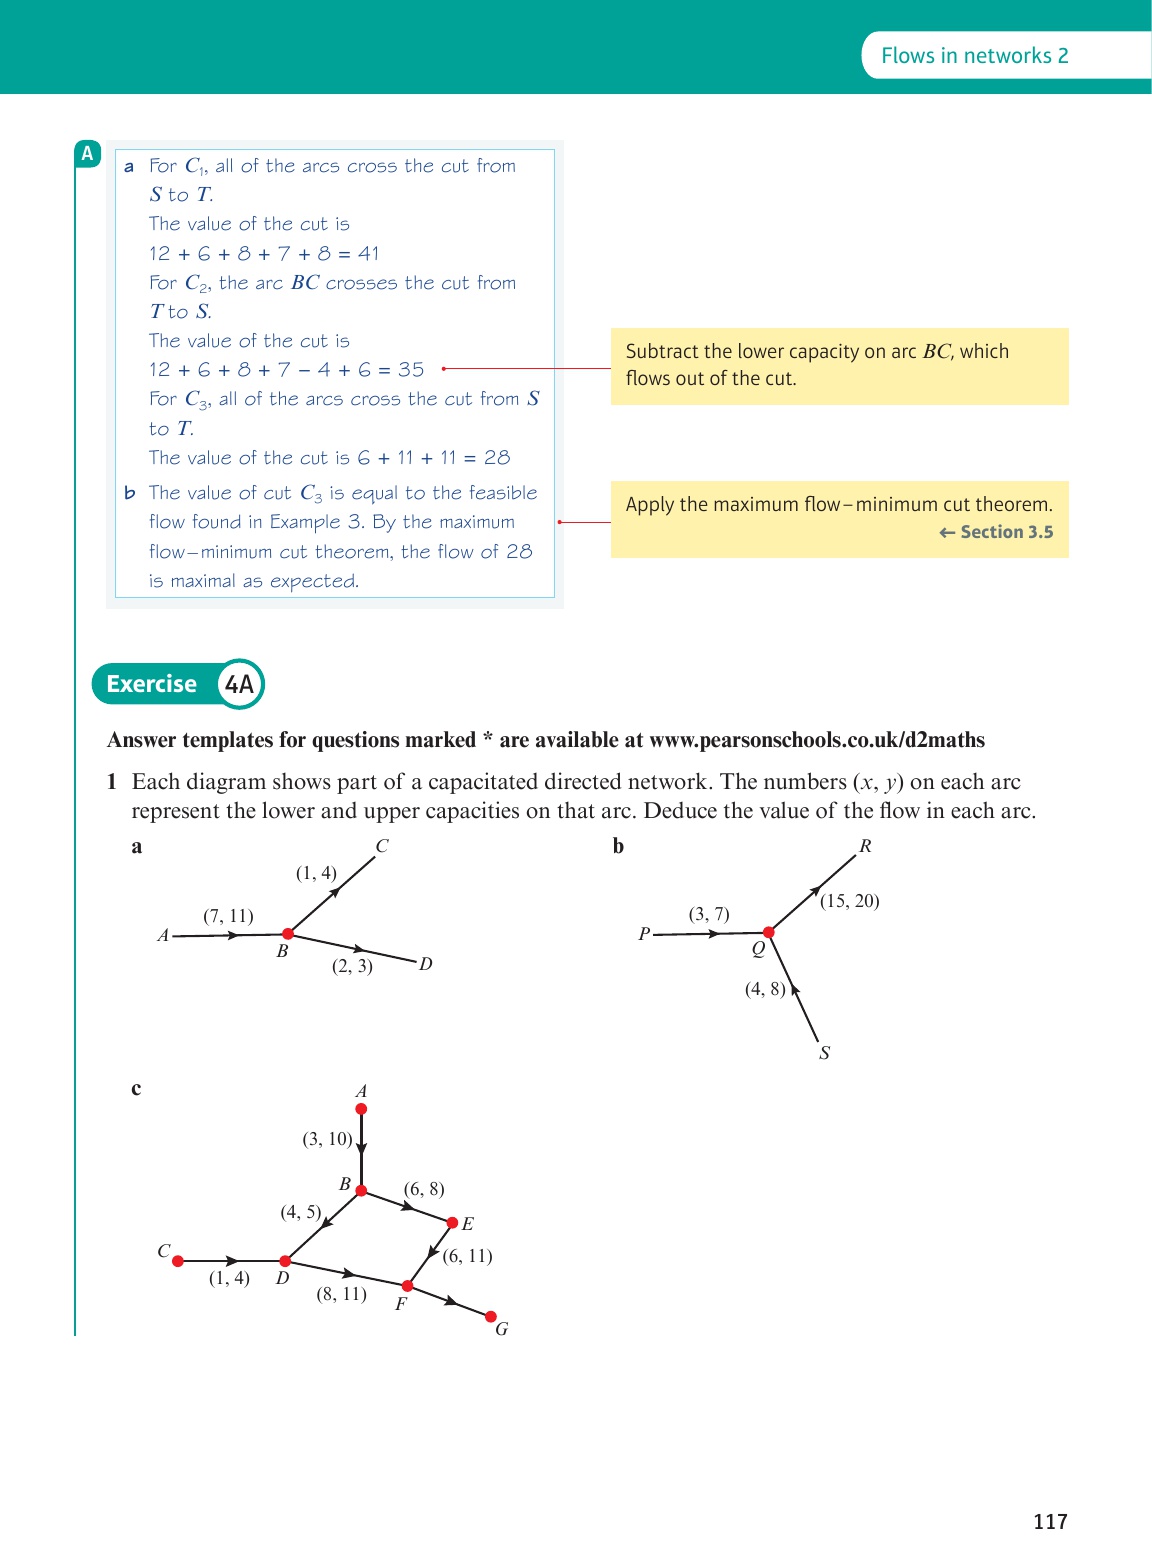 Flows in networks 2
A
a For C₁, all of the arcs cross the cut from
S to T.
The value of the cut is
12 + 6 + 8 + 7 + 8 = 41
For C₂, the arc BC crosses the cut from
T to S.
The value of the cut is
12 + 6 + 8 + 7 – 4 + 6 = 35
For C₃, all of the arcs cross the cut from S
to T.
The value of the cut is 6 + 11 + 11 = 28
b The value of cut C₃ is equal to the feasible
flow found in Example 3. By the maximum
flow–minimum cut theorem, the flow of 28
is maximal as expected.
Subtract the lower capacity on arc BC, which
flows out of the cut.
Apply the maximum flow–minimum cut theorem.
← Section 3.5
Exercise 4A
Answer templates for questions marked * are available at www.pearsonschools.co.uk/d2maths
1 Each diagram shows part of a capacitated directed network. The numbers (x, y) on each arc
represent the lower and upper capacities on that arc. Deduce the value of the flow in each arc.
a
C
(1, 4)
(7, 11)
A
B
(2, 3)
D
b
R
(15, 20)
(3, 7)
P
Q
(4, 8)
S
c
A
(3, 10)
B
(6, 8)
(4, 5)
E
C
(6, 11)
(1, 4)
D
(8, 11)
F
G
117